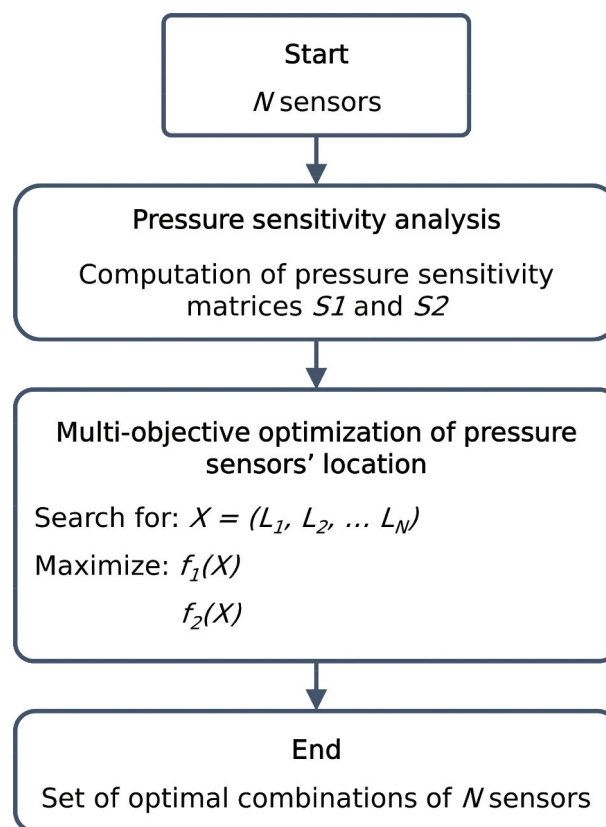 Start
N sensors
Pressure sensitivity analysis
Computation of pressure sensitivity
matrices S1 and S2
Multi-objective optimization of pressure
sensors’ location
Search for: X = (L₁, L₂, ... L_N)
Maximize: f₁(X)
f₂(X)
End
Set of optimal combinations of N sensors